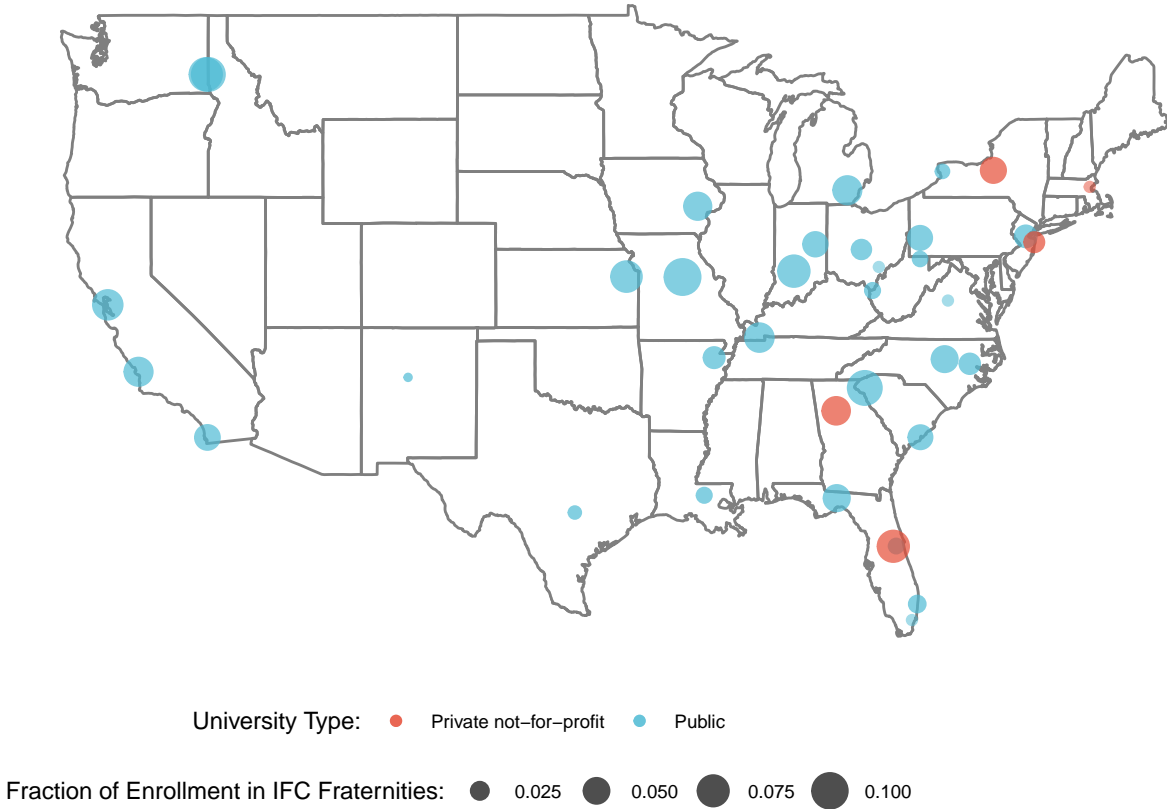 University Type: Private not−for−profit Public
Fraction of Enrollment in IFC Fraternities: 0.025 0.050 0.075 0.100